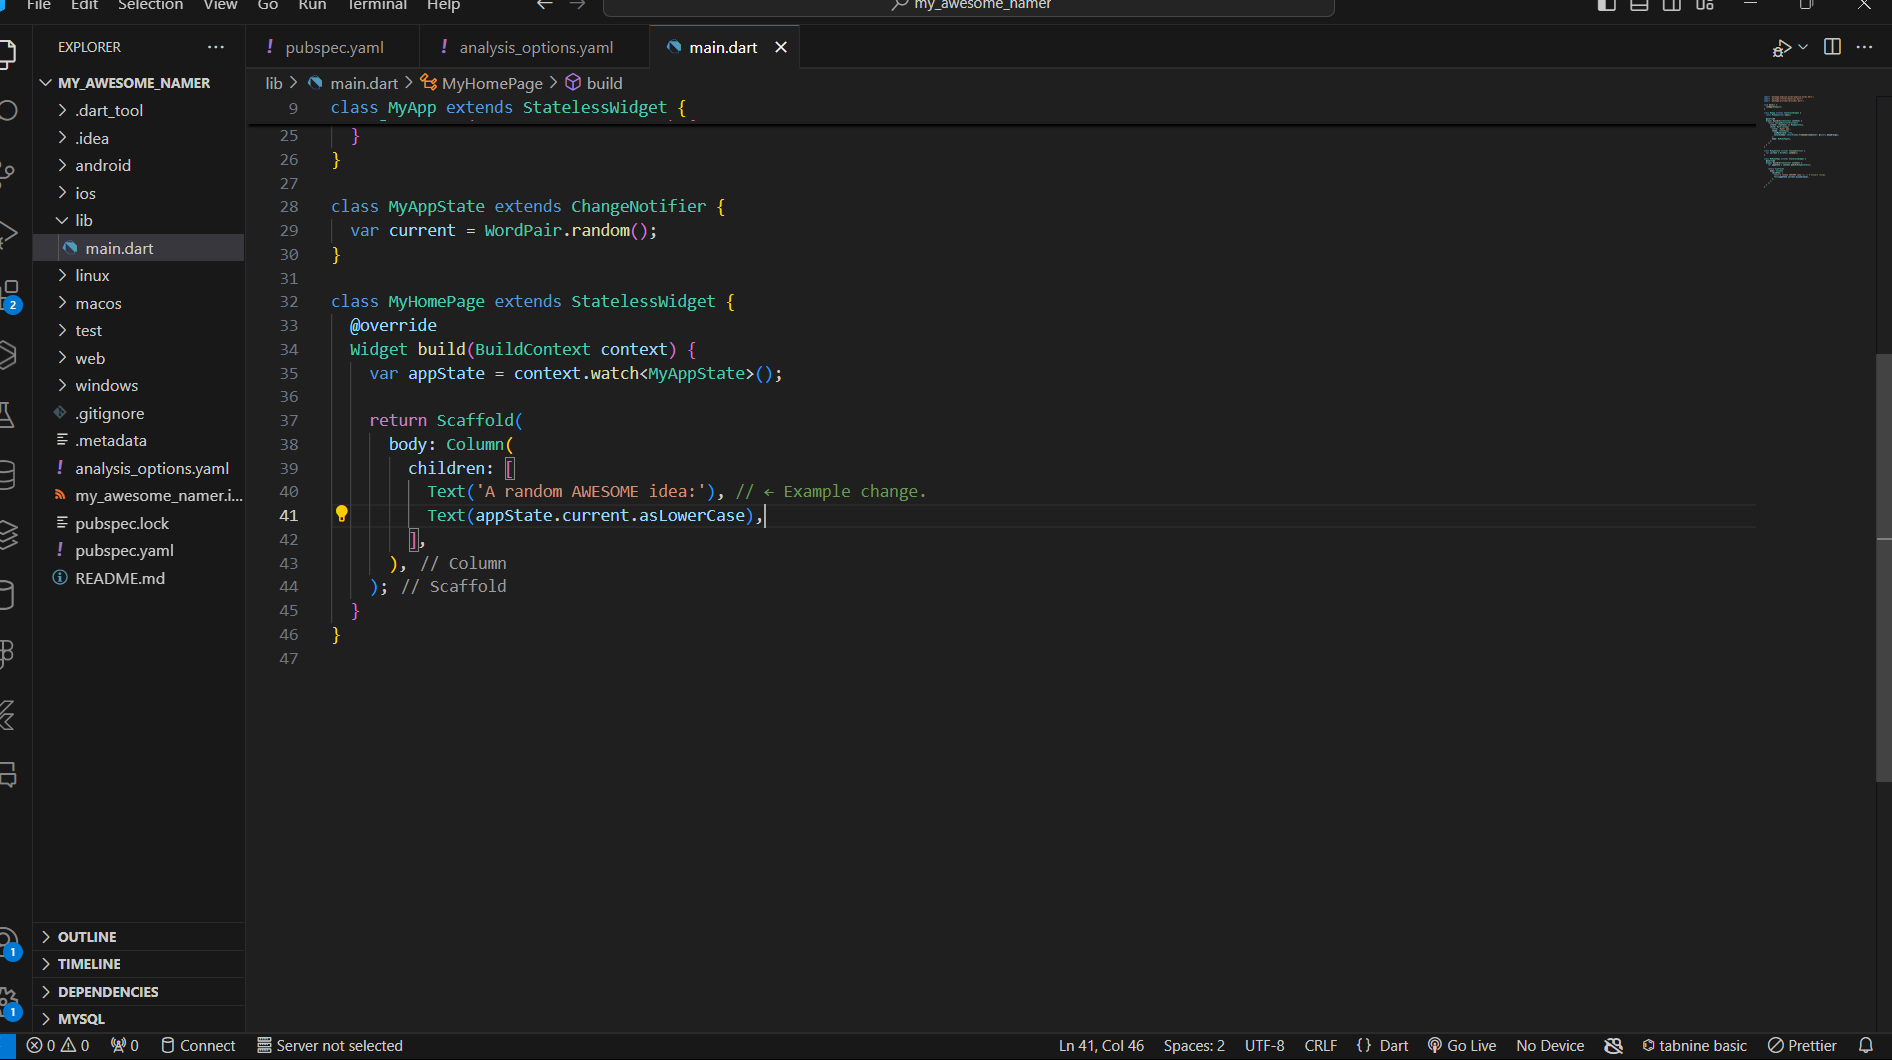 File Edit Selection View Go Run Terminal Help
my_awesome_namer
EXPLORER
pubspec.yaml
analysis_options.yaml
main.dart
MY_AWESOME_NAMER
.dart_tool
.idea
android
ios
lib
main.dart
linux
macos
test
web
windows
.gitignore
.metadata
analysis_options.yaml
my_awesome_namer.i...
pubspec.lock
pubspec.yaml
README.md
OUTLINE
TIMELINE
DEPENDENCIES
MYSQL
lib > main.dart > MyHomePage > build
9 class MyApp extends StatelessWidget {
25 }
26 }
27
28 class MyAppState extends ChangeNotifier {
29 var current = WordPair.random();
30 }
31
32 class MyHomePage extends StatelessWidget {
33 @override
34 Widget build(BuildContext context) {
35 var appState = context.watch<MyAppState>();
36
37 return Scaffold(
38 body: Column(
39 children: [
40 Text('A random AWESOME idea:'), // ← Example change.
41 Text(appState.current.asLowerCase),
42 ],
43 ), // Column
44 ); // Scaffold
45 }
46 }
47
2
1
1
0 0 0 Connect Server not selected Ln 41, Col 46 Spaces: 2 UTF-8 CRLF {} Dart Go Live No Device tabnine basic Prettier